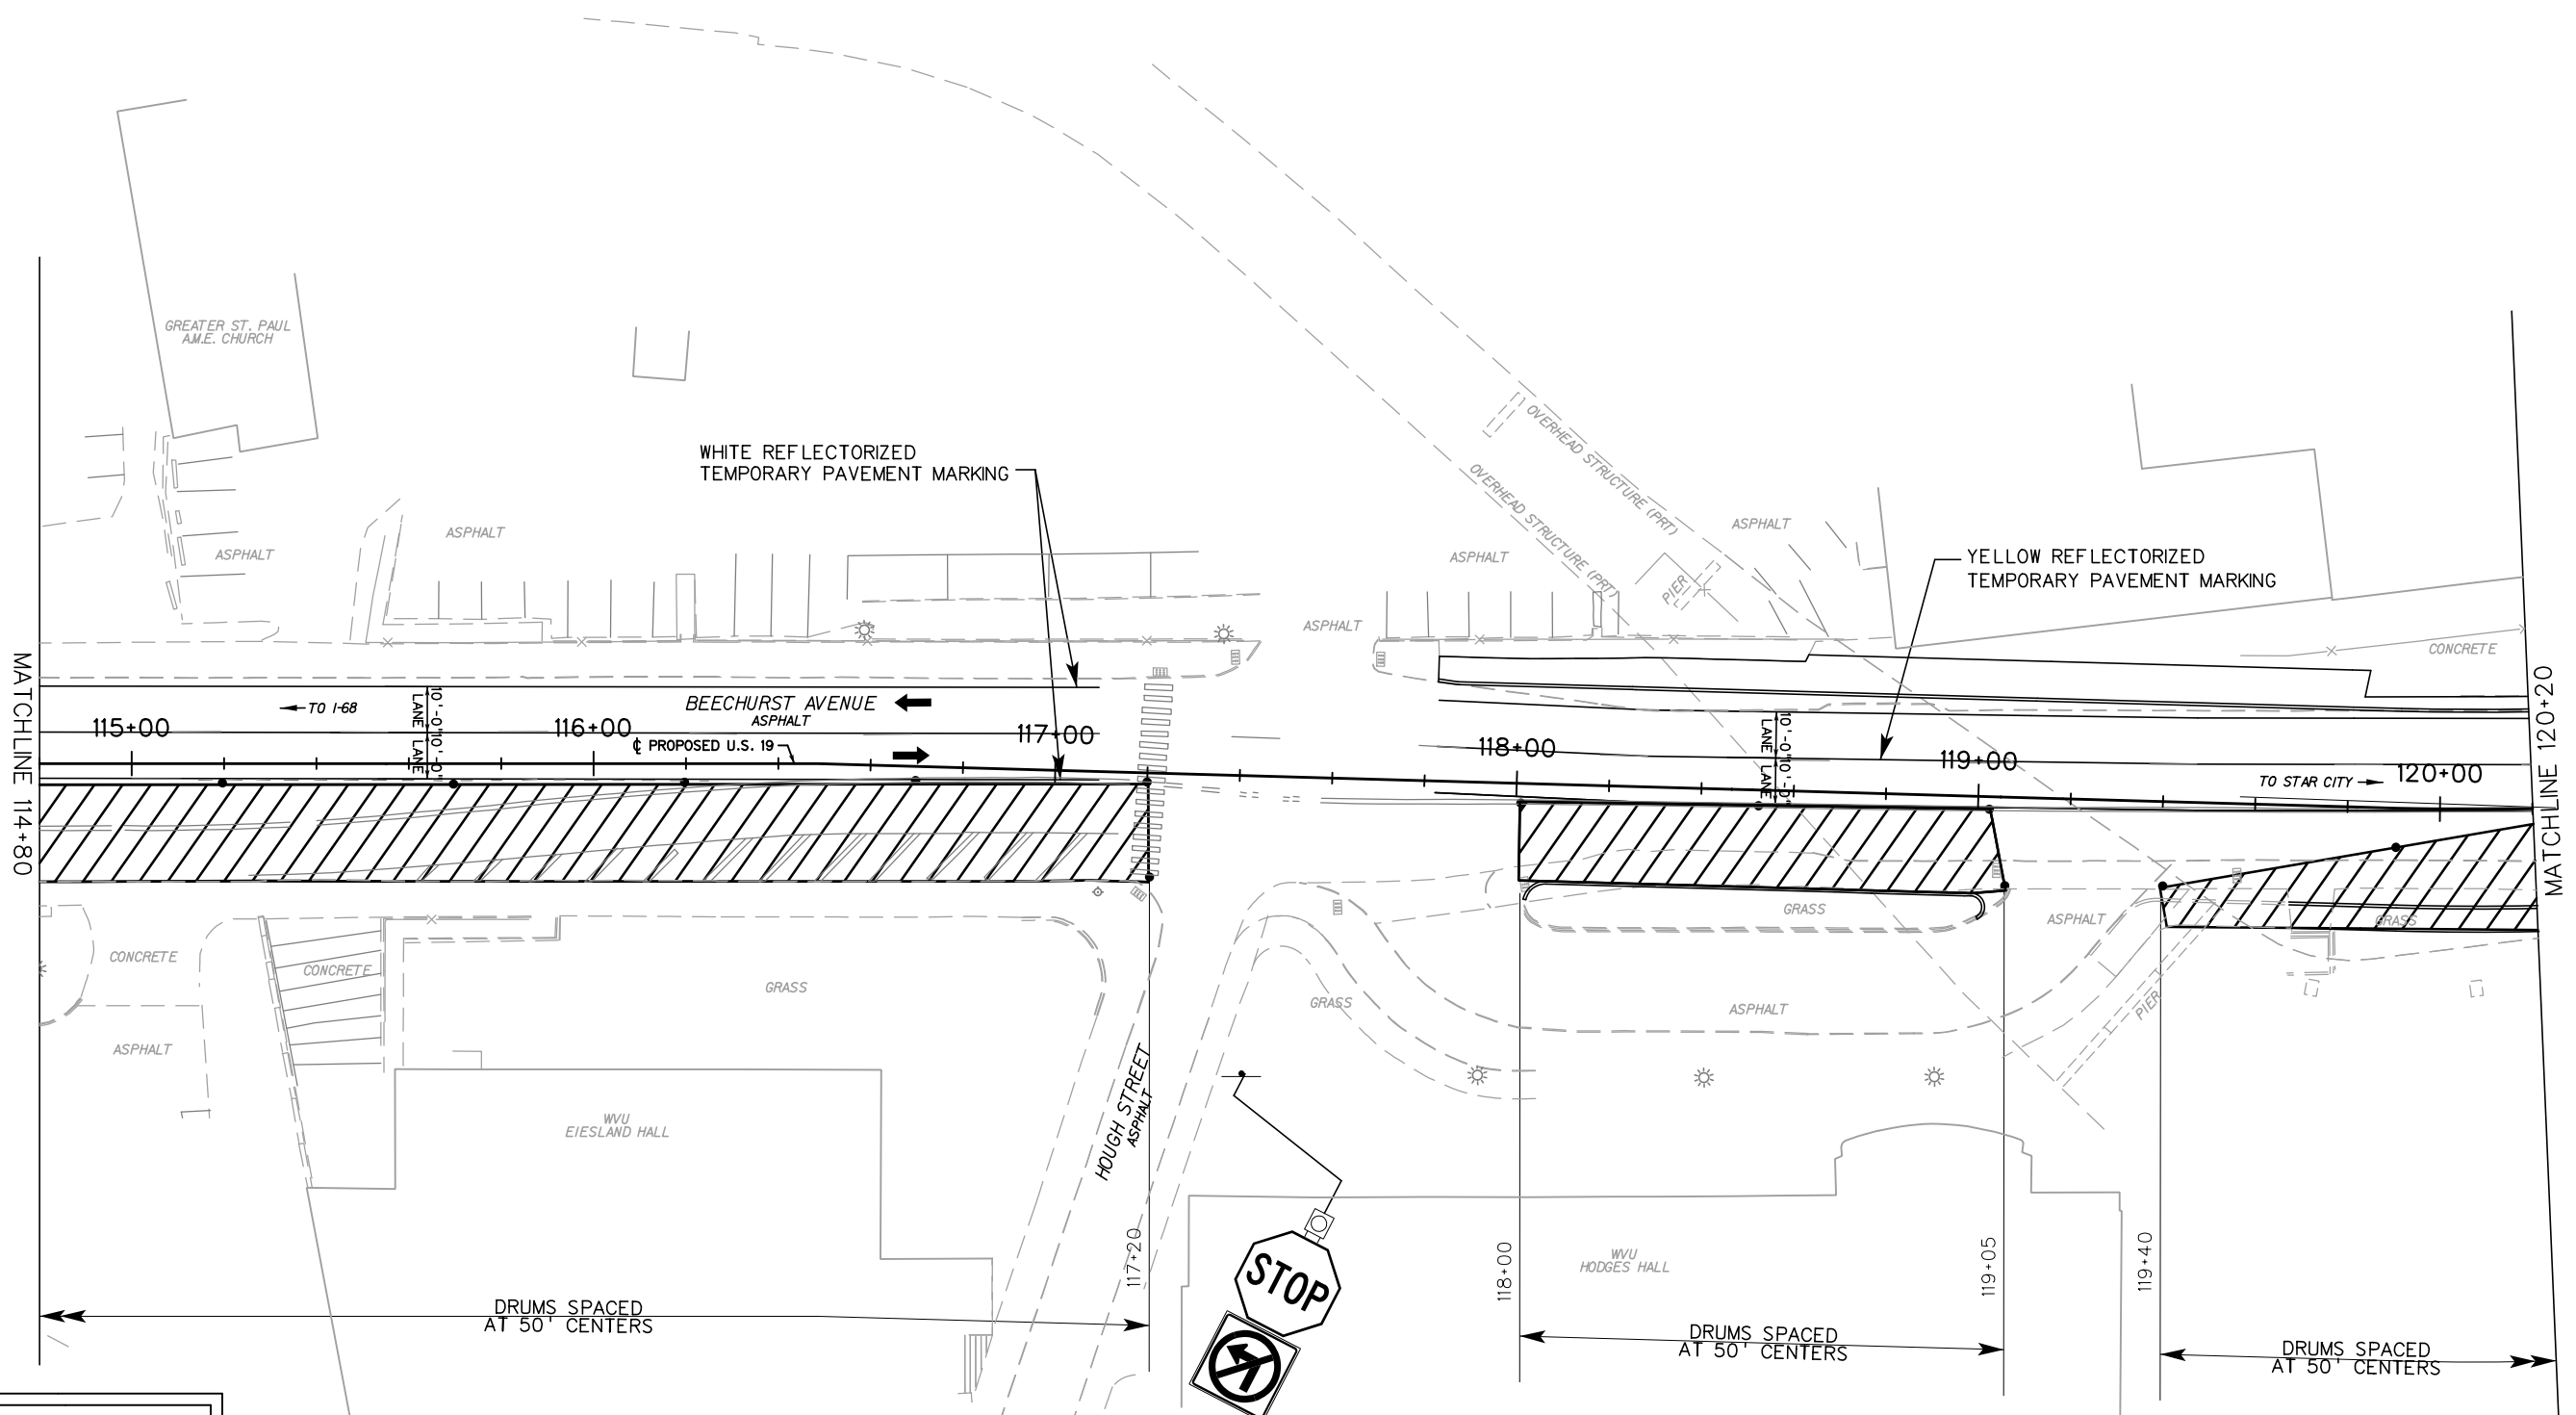 GREATER ST. PAUL
A.M.E. CHURCH
OVERHEAD STRUCTURE (PRT)
OVERHEAD STRUCTURE (PRT)
WHITE REFLECTORIZED
TEMPORARY PAVEMENT MARKING
ASPHALT
ASPHALT
ASPHALT
ASPHALT
ASPHALT
PIER
YELLOW REFLECTORIZED
TEMPORARY PAVEMENT MARKING
CONCRETE
MATCHLINE 114+80
MATCHLINE 120+20
TO I-68
10'-0"
LANE
10'-0"
LANE
BEECHURST AVENUE
ASPHALT
115+00
116+00
117+00
118+00
119+00
120+00
℄ PROPOSED U.S. 19
10'-0"
LANE
10'-0"
LANE
TO STAR CITY
GRASS
ASPHALT
GRASS
CONCRETE
CONCRETE
GRASS
GRASS
ASPHALT
PIER
ASPHALT
WVU
EIESLAND HALL
HOUGH STREET
ASPHALT
WVU
HODGES HALL
117+20
118+00
119+05
119+40
STOP
DRUMS SPACED
AT 50' CENTERS
DRUMS SPACED
AT 50' CENTERS
DRUMS SPACED
AT 50' CENTERS